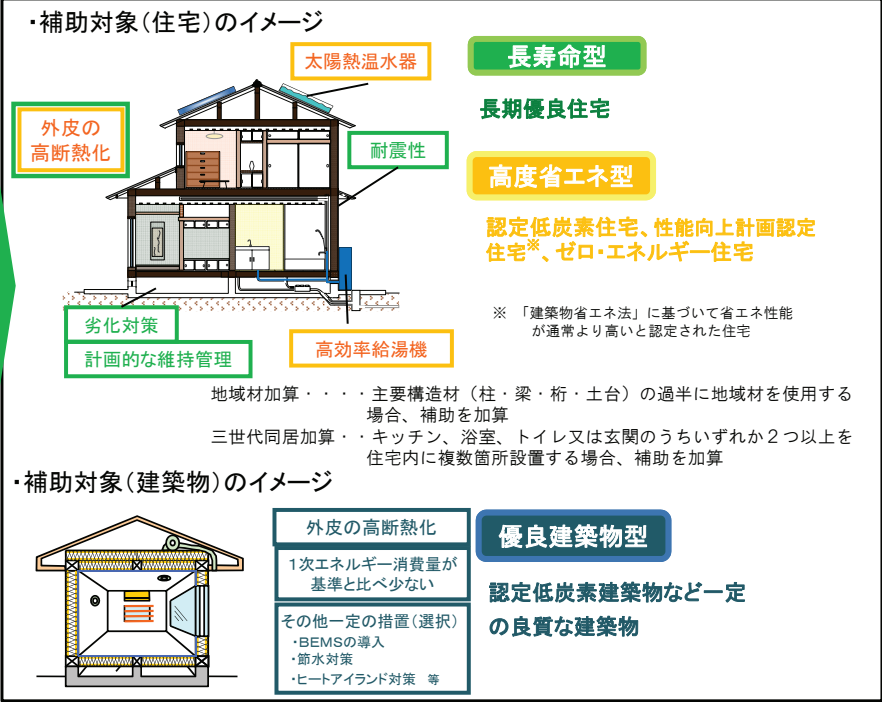 ・補助対象(住宅)のイメージ
太陽熱温水器
長寿命型
長期優良住宅
外皮の
高断熱化
耐震性
高度省エネ型
認定低炭素住宅、性能向上計画認定
住宅※、ゼロ・エネルギー住宅
※ 「建築物省エネ法」に基づいて省エネ性能
が通常より高いと認定された住宅
劣化対策
計画的な維持管理
高効率給湯機
地域材加算・・・・主要構造材（柱・梁・桁・土台）の過半に地域材を使用する
場合、補助を加算
三世代同居加算・・キッチン、浴室、トイレ又は玄関のうちいずれか２つ以上を
住宅内に複数箇所設置する場合、補助を加算
・補助対象(建築物)のイメージ
外皮の高断熱化
１次エネルギー消費量が
基準と比べ少ない
その他一定の措置(選択)
・BEMSの導入
・節水対策
・ヒートアイランド対策 等
優良建築物型
認定低炭素建築物など一定
の良質な建築物